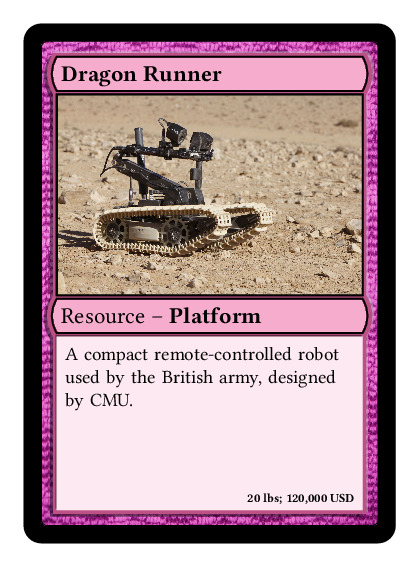 Dragon Runner
Resource – Platform
A compact remote-controlled robot
used by the British army, designed
by CMU.
20 lbs; 120,000 USD